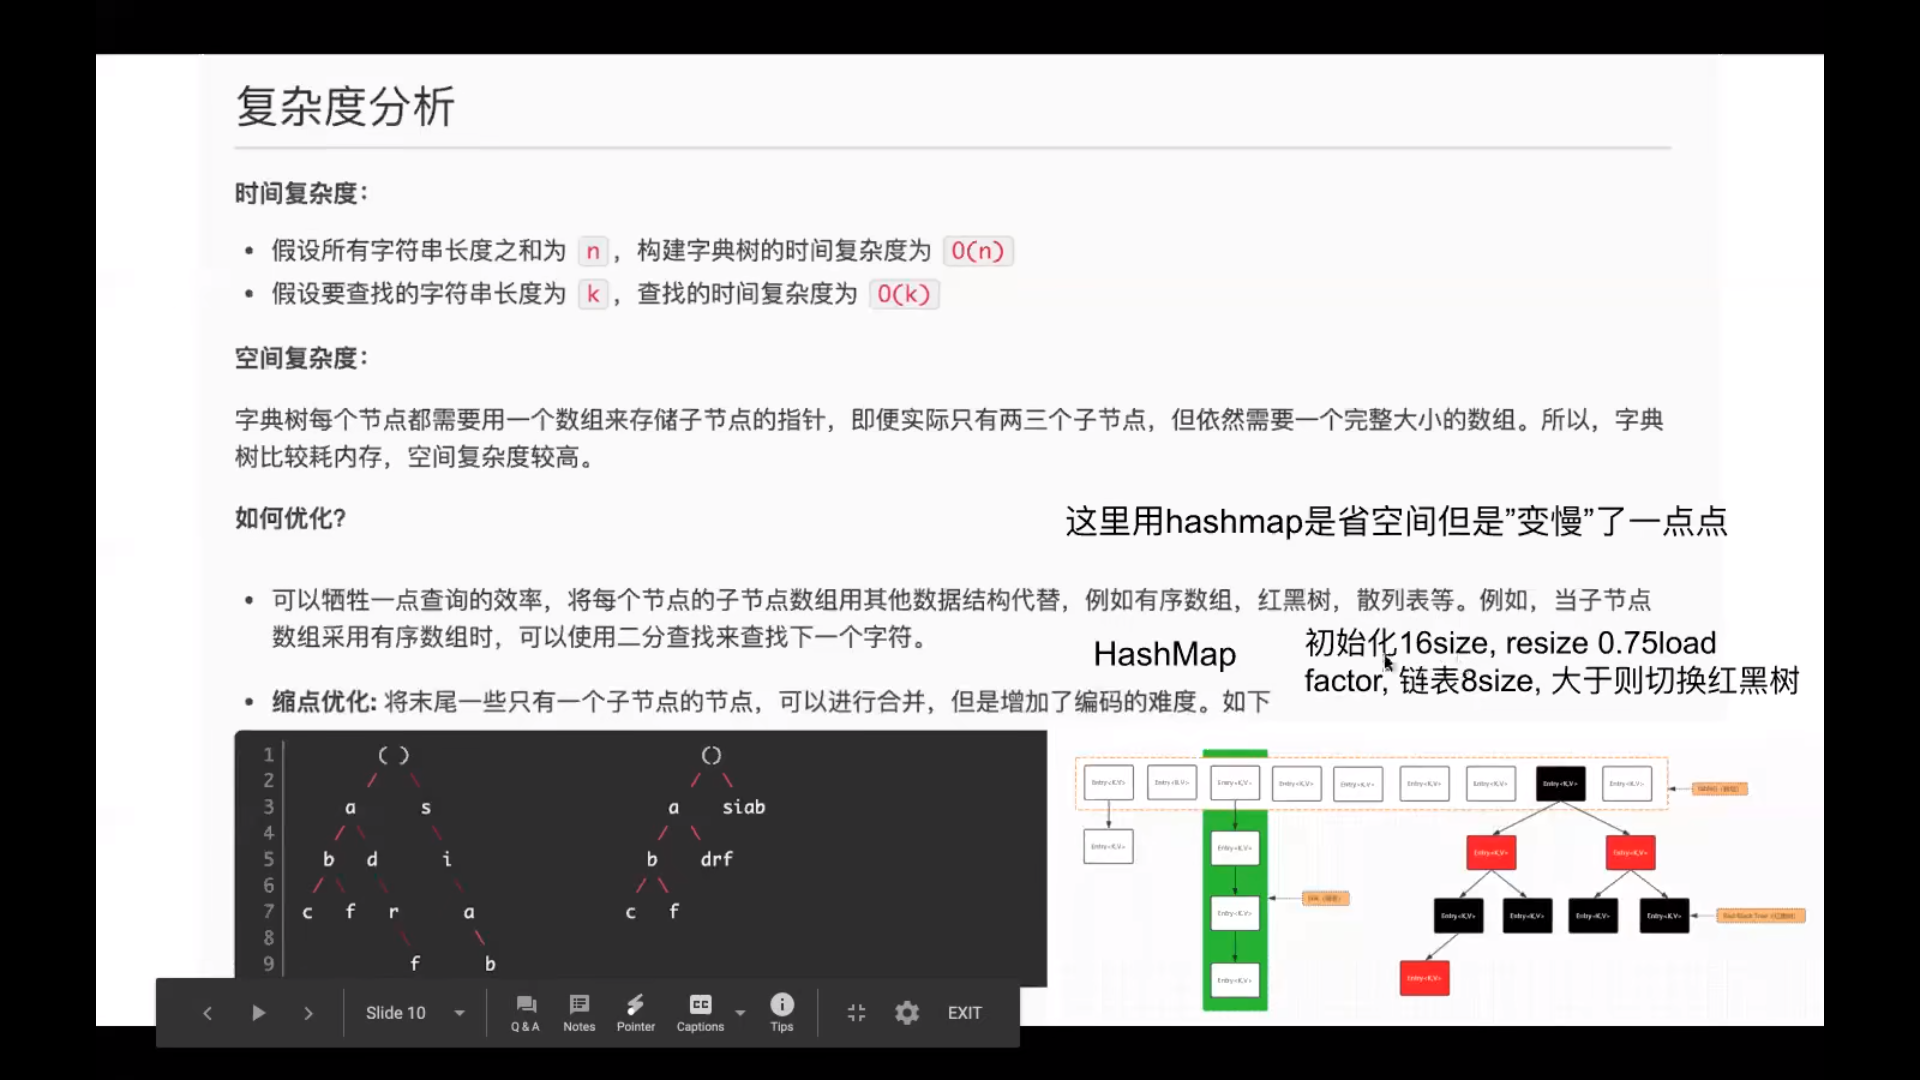 复杂度分析
时间复杂度:
• 假设所有字符串长度之和为 n ，构建字典树的时间复杂度为 O(n)
• 假设要查找的字符串长度为 k ，查找的时间复杂度为 O(k)
空间复杂度:
字典树每个节点都需要用一个数组来存储子节点的指针，即便实际只有两三个子节点，但依然需要一个完整大小的数组。所以，字典
树比较耗内存，空间复杂度较高。
如何优化?
这里用hashmap是省空间但是”变慢”了一点点
• 可以牺牲一点查询的效率，将每个节点的子节点数组用其他数据结构代替，例如有序数组，红黑树，散列表等。例如，当子节点
数组采用有序数组时，可以使用二分查找来查找下一个字符。
HashMap
初始化16size, resize 0.75load
factor, 链表8size, 大于则切换红黑树
• 缩点优化: 将末尾一些只有一个子节点的节点，可以进行合并，但是增加了编码的难度。如下
1 ( ) ()
2 / \ / \
3 a s a siab
4 / \ \ / \
5 b d i b drf
6 / \ \ \ / \
7 c f r a c f
8 \ \
9 f b
Entry<K,V> Entry<K,V> Entry<K,V> Entry<K,V> Entry<K,V> Entry<K,V> Entry<K,V> Entry<K,V> Entry<K,V>
Entry<K,V> Entry<K,V> Entry<K,V> Entry<K,V>
Entry<K,V> Entry<K,V> Entry<K,V> Entry<K,V> Entry<K,V>
Entry<K,V> Entry<K,V>
Slide 10
Q & A Notes Pointer Captions Tips
EXIT